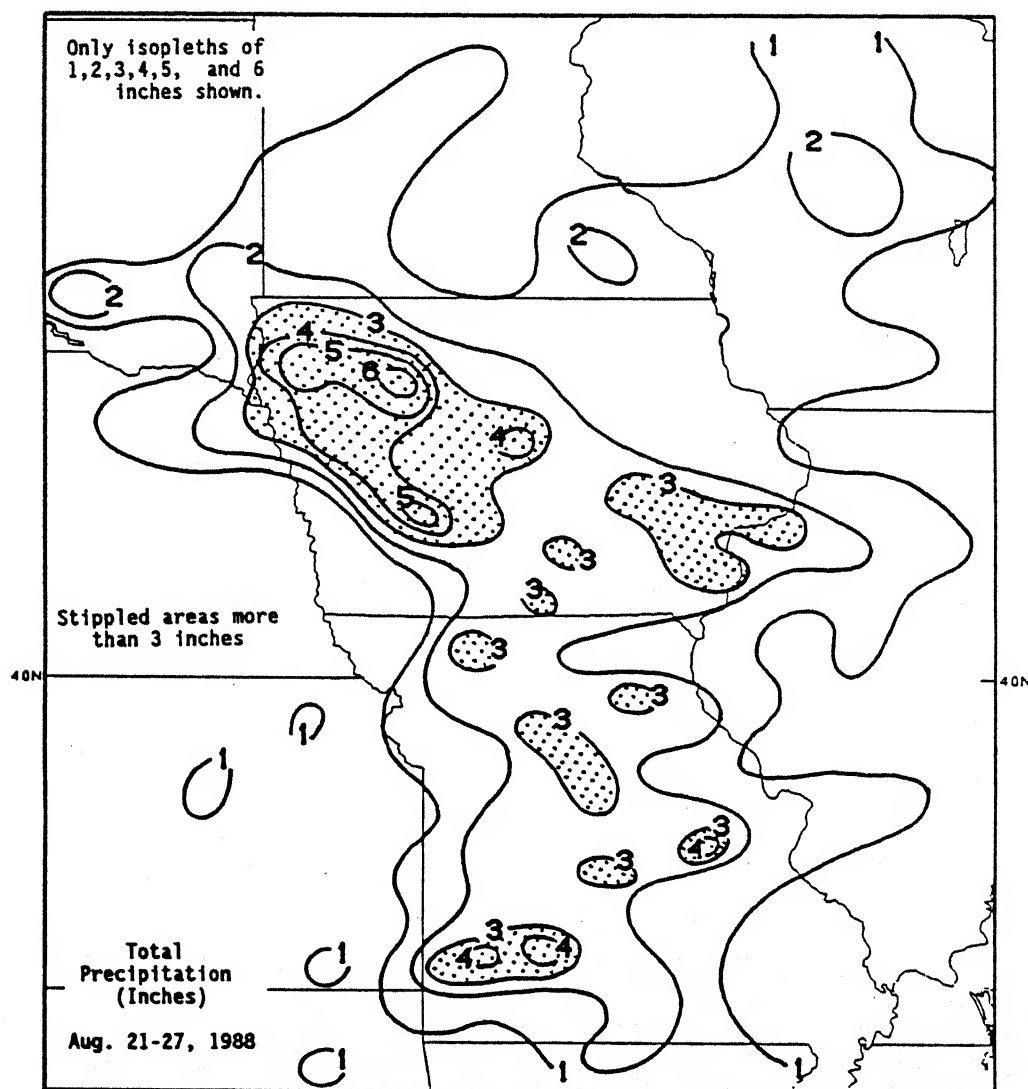 Only isopleths of
1,2,3,4,5, and 6
inches shown.
1 1
2
2
2
2
3
4
5
6
4
5
3
3
3
Stippled areas more
than 3 inches
3
40N 40N
3
1
3
1
3
4
3
3
4 4
1
Total
Precipitation
(Inches)
Aug. 21-27, 1988
1
1 1